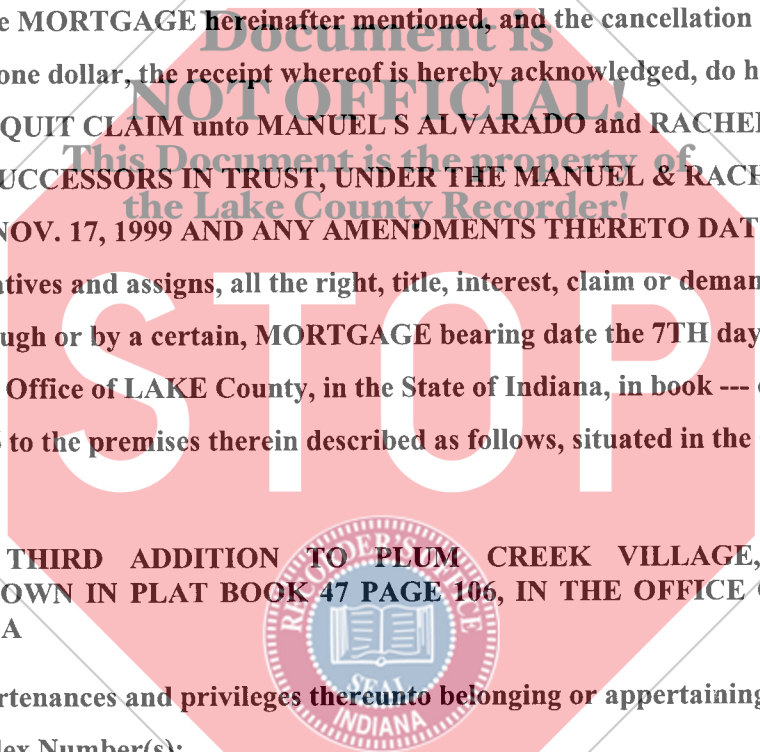 e MORTGAGE hereinafter mentioned, and the cancellation
Document is
one dollar, the receipt whereof is hereby acknowledged, do h
NOT OFFICIAL!
QUIT CLAIM unto MANUEL S ALVARADO and RACHEL
This Document is the property of
UCCESSORS IN TRUST, UNDER THE MANUEL & RACH
the Lake County Recorder!
NOV. 17, 1999 AND ANY AMENDMENTS THERETO DAT
atives and assigns, all the right, title, interest, claim or deman
ugh or by a certain, MORTGAGE bearing date the 7TH day
Office of LAKE County, in the State of Indiana, in book ---
to the premises therein described as follows, situated in the
STOP
THIRD ADDITION TO PLUM CREEK VILLAGE,
OWN IN PLAT BOOK 47 PAGE 106, IN THE OFFICE
A
RECORDER'S OFFICE
SEAL
INDIANA
rtenances and privileges thereunto belonging or appertaining
dex Number(s):